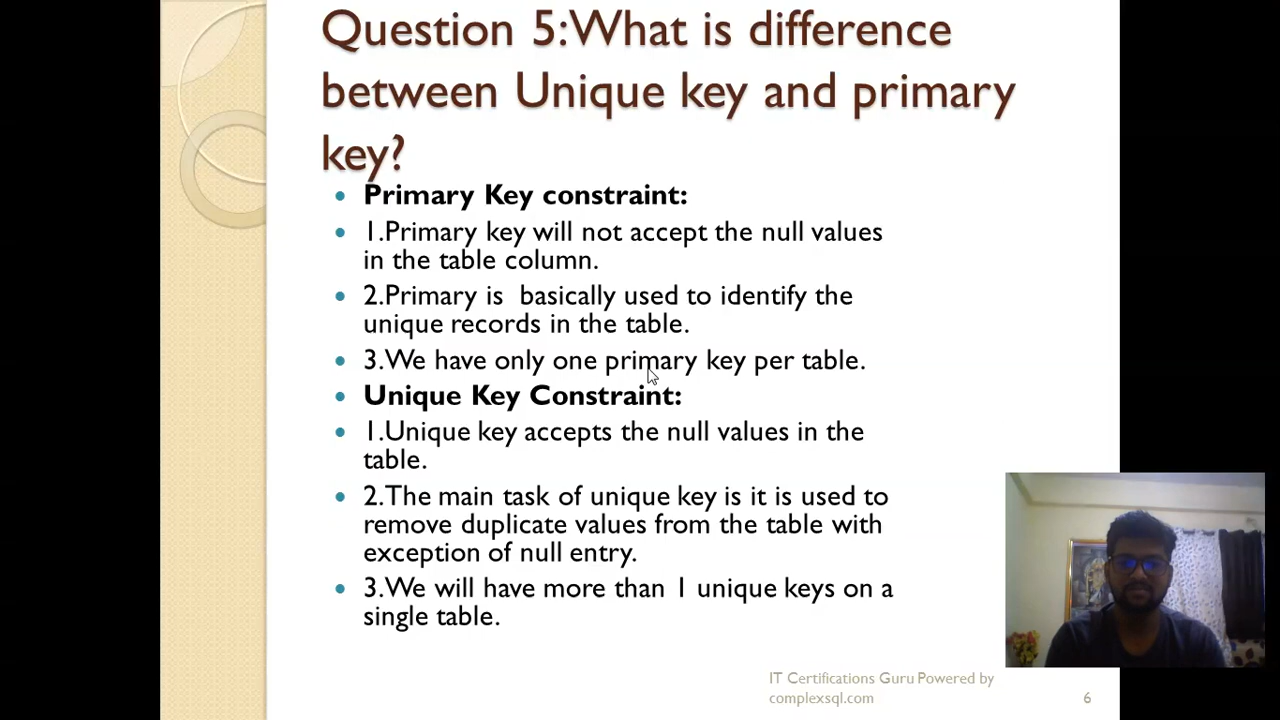 Question 5:What is difference
between Unique key and primary
key?
Primary Key constraint:
1.Primary key will not accept the null values
in the table column.
2.Primary is basically used to identify the
unique records in the table.
3.We have only one primary key per table.
Unique Key Constraint:
1.Unique key accepts the null values in the
table.
2.The main task of unique key is it is used to
remove duplicate values from the table with
exception of null entry.
3.We will have more than 1 unique keys on a
single table.
IT Certifications Guru Powered by
complexsql.com
6